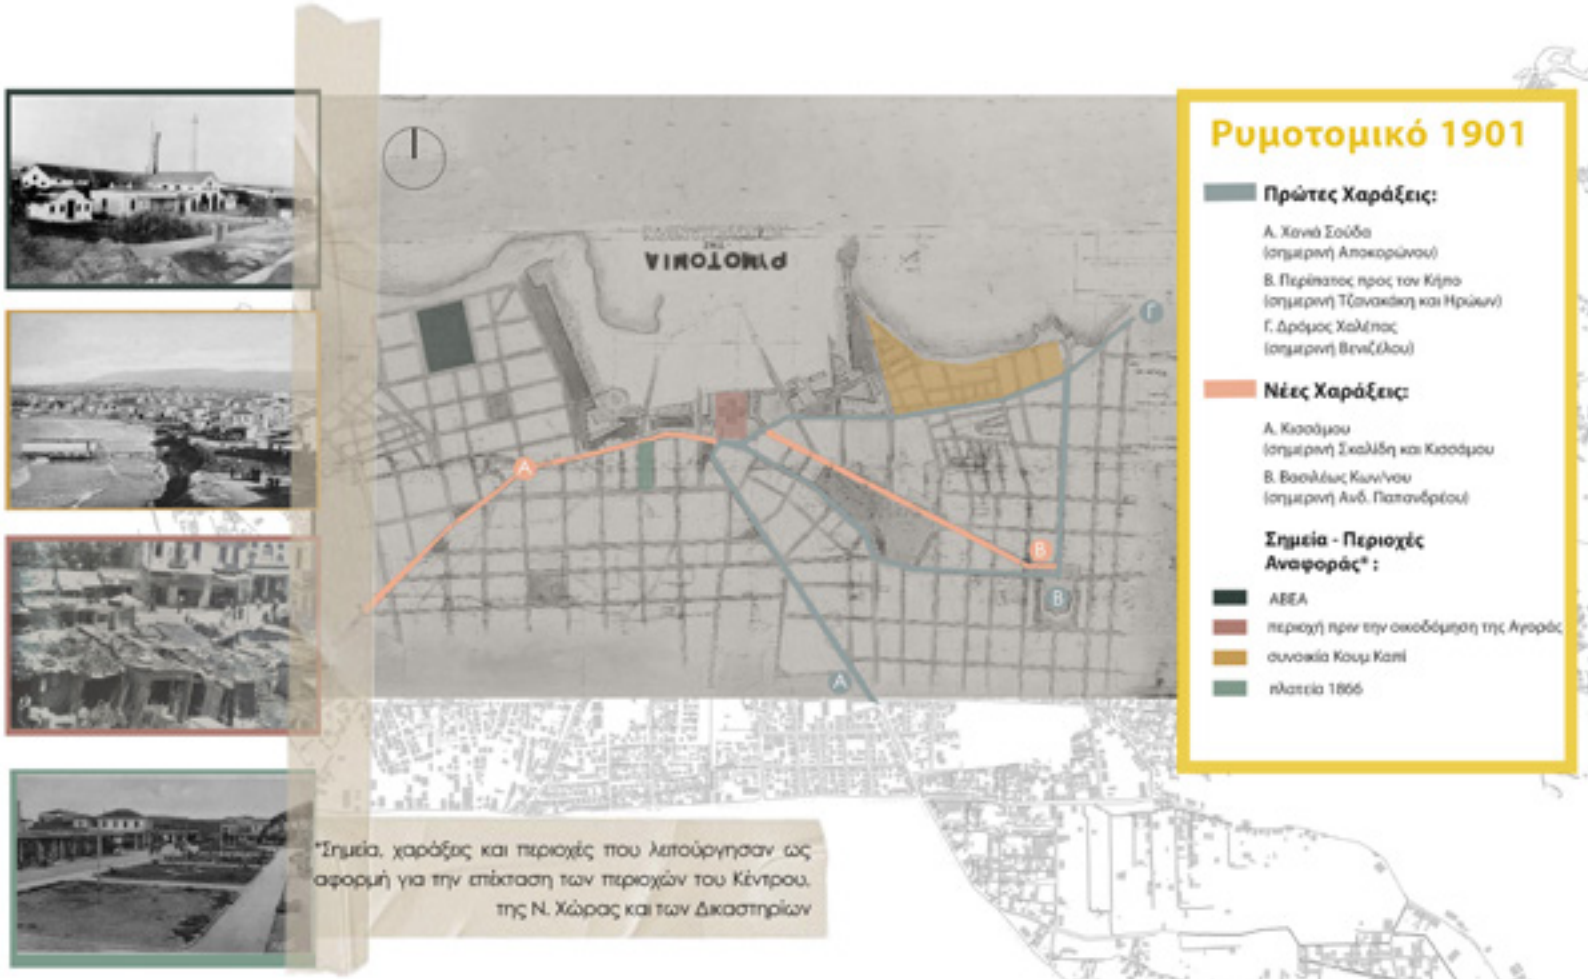 ΡΥΜΟΤΟΜΙΑ
ΤΗΣ
Α
Α
Β
Β
Γ
Ρυμοτομικό 1901
Πρώτες Χαράξεις:
Α. Χανιά Σούδα
(σημερινή Αποκορώνου)
Β. Περίπατος προς τον Κήπο
(σημερινή Τζανακάκη και Ηρώων)
Γ. Δρόμος Χαλέπας
(σημερινή Βενιζέλου)
Νέες Χαράξεις:
Α. Κισσάμου
(σημερινή Σκαλίδη και Κισσάμου
Β. Βασιλέως Κων/νου
(σημερινή Ανδ. Παπανδρέου)
Σημεία - Περιοχές
Αναφοράς* :
ΑΒΕΑ
περιοχή πριν την οικοδόμηση της Αγοράς
συνοικία Κουμ Καπί
πλατεία 1866
*Σημεία, χαράξεις και περιοχές που λειτούργησαν ως
αφορμή για την επέκταση των περιοχών του Κέντρου,
της Ν. Χώρας και των Δικαστηρίων